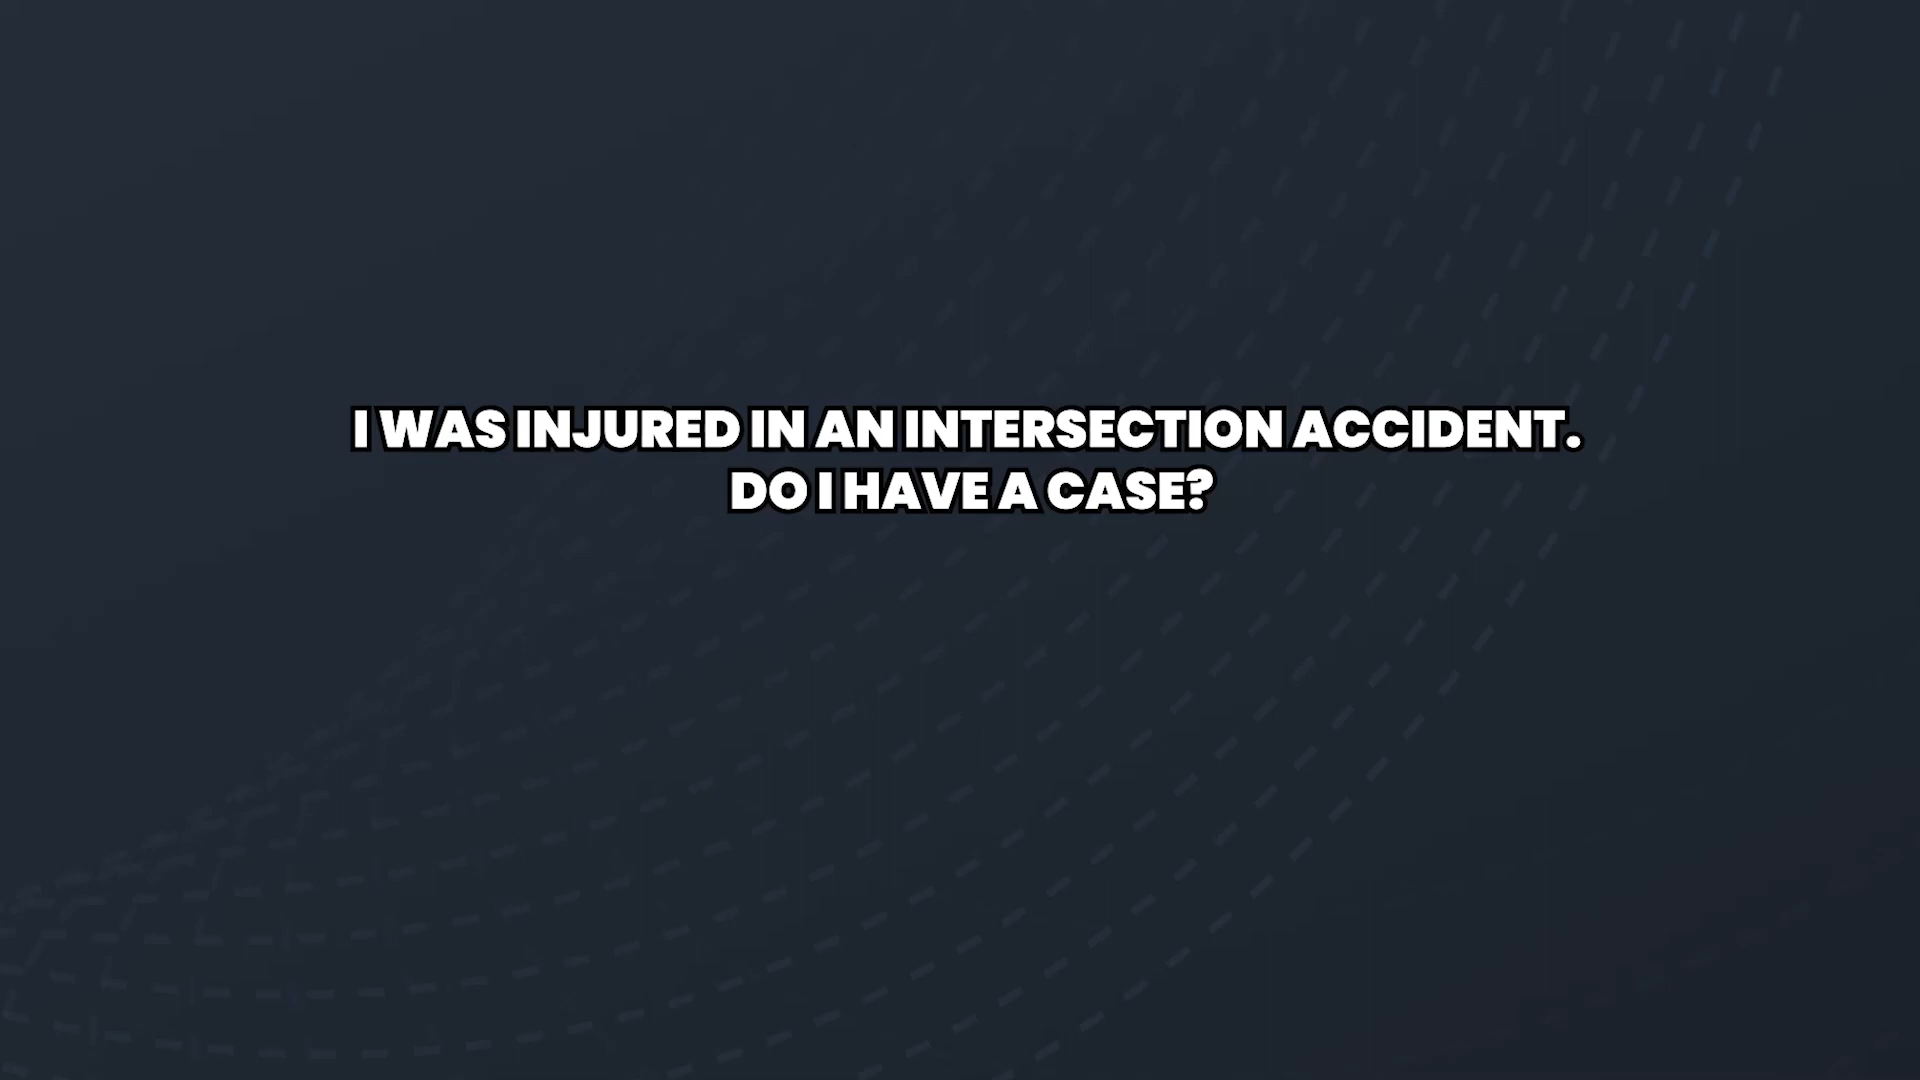 I WAS INJURED IN AN INTERSECTION ACCIDENT.
DO I HAVE A CASE?